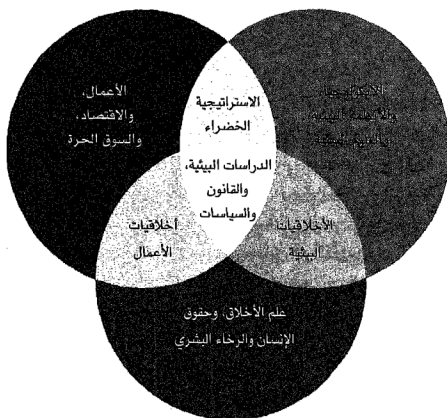 الأعمال،
والاقتصاد،
والسوق الحرة
الاستراتيجية
الخضراء
الدراسات البيئية،
والقانون
والسياسات
أخلاقيات
الأعمال
الأخلاقيات
البيئية
علم الأخلاق، وحقوق
الإنسان والرخاء البشري